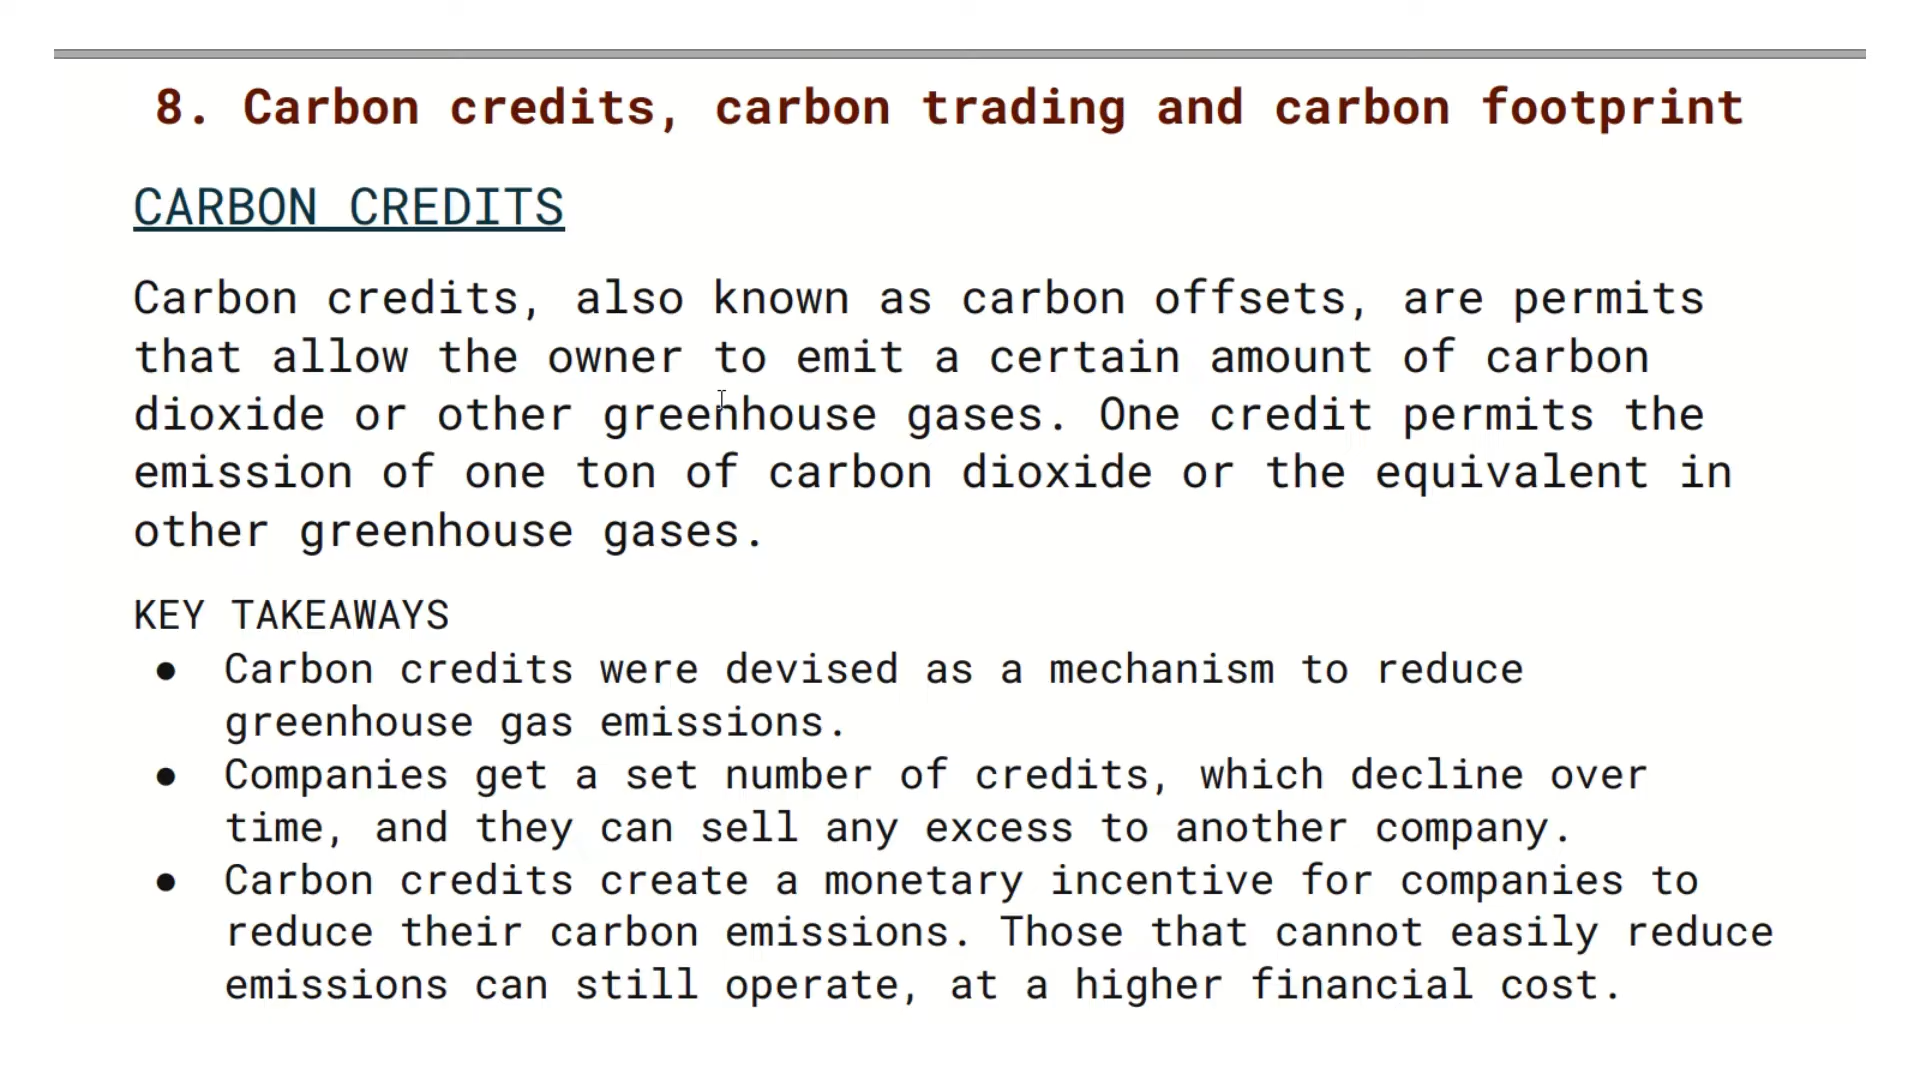 8. Carbon credits, carbon trading and carbon footprint
CARBON CREDITS
Carbon credits, also known as carbon offsets, are permits
that allow the owner to emit a certain amount of carbon
dioxide or other greenhouse gases. One credit permits the
emission of one ton of carbon dioxide or the equivalent in
other greenhouse gases.
KEY TAKEAWAYS
● Carbon credits were devised as a mechanism to reduce
greenhouse gas emissions.
● Companies get a set number of credits, which decline over
time, and they can sell any excess to another company.
● Carbon credits create a monetary incentive for companies to
reduce their carbon emissions. Those that cannot easily reduce
emissions can still operate, at a higher financial cost.